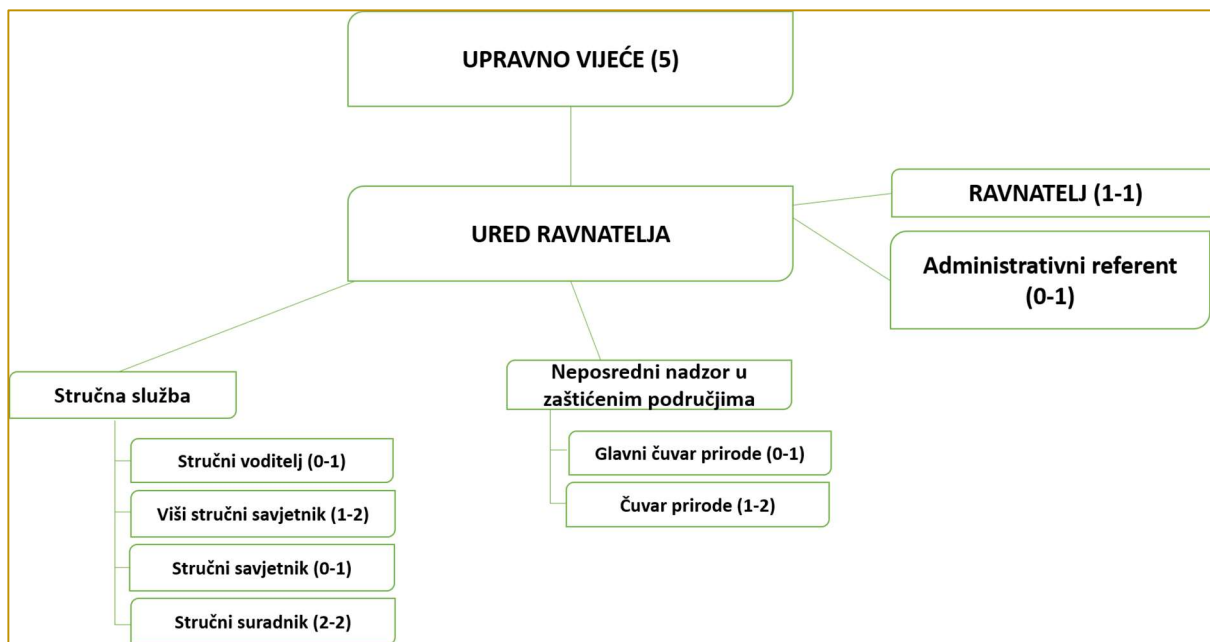 UPRAVNO VIJEĆE (5)
URED RAVNATELJA
RAVNATELJ (1-1)
Administrativni referent
(0-1)
Stručna služba
Stručni voditelj (0-1)
Viši stručni savjetnik (1-2)
Stručni savjetnik (0-1)
Stručni suradnik (2-2)
Neposredni nadzor u
zaštićenim područjima
Glavni čuvar prirode (0-1)
Čuvar prirode (1-2)